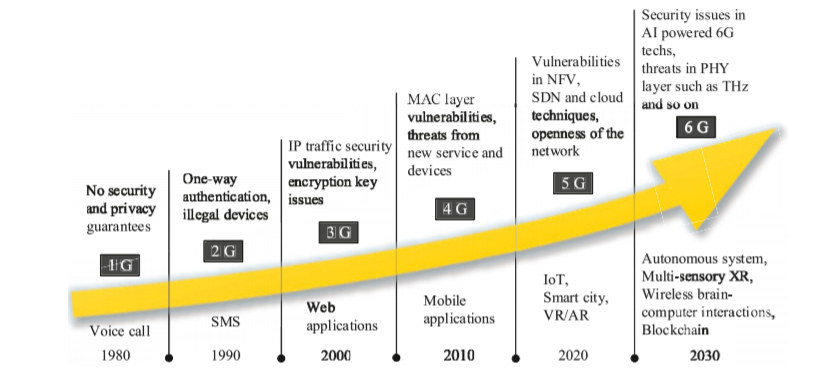 No security
and privacy
guarantees
1G
Voice call
1980
One-way
authentication,
illegal devices
2G
SMS
1990
IP traffic security
vulnerabilities,
encryption key
issues
3G
Web
applications
2000
MAC layer
vulnerabilities,
threats from
new service and
devices
4G
Mobile
applications
2010
Vulnerabilities
in NFV,
SDN and cloud
techniques,
openness of the
network
5G
IoT,
Smart city,
VR/AR
2020
Security issues in
AI powered 6G
techs,
threats in PHY
layer such as THz
and so on
6G
Autonomous system,
Multi-sensory XR,
Wireless brain-
computer interactions,
Blockchain
2030